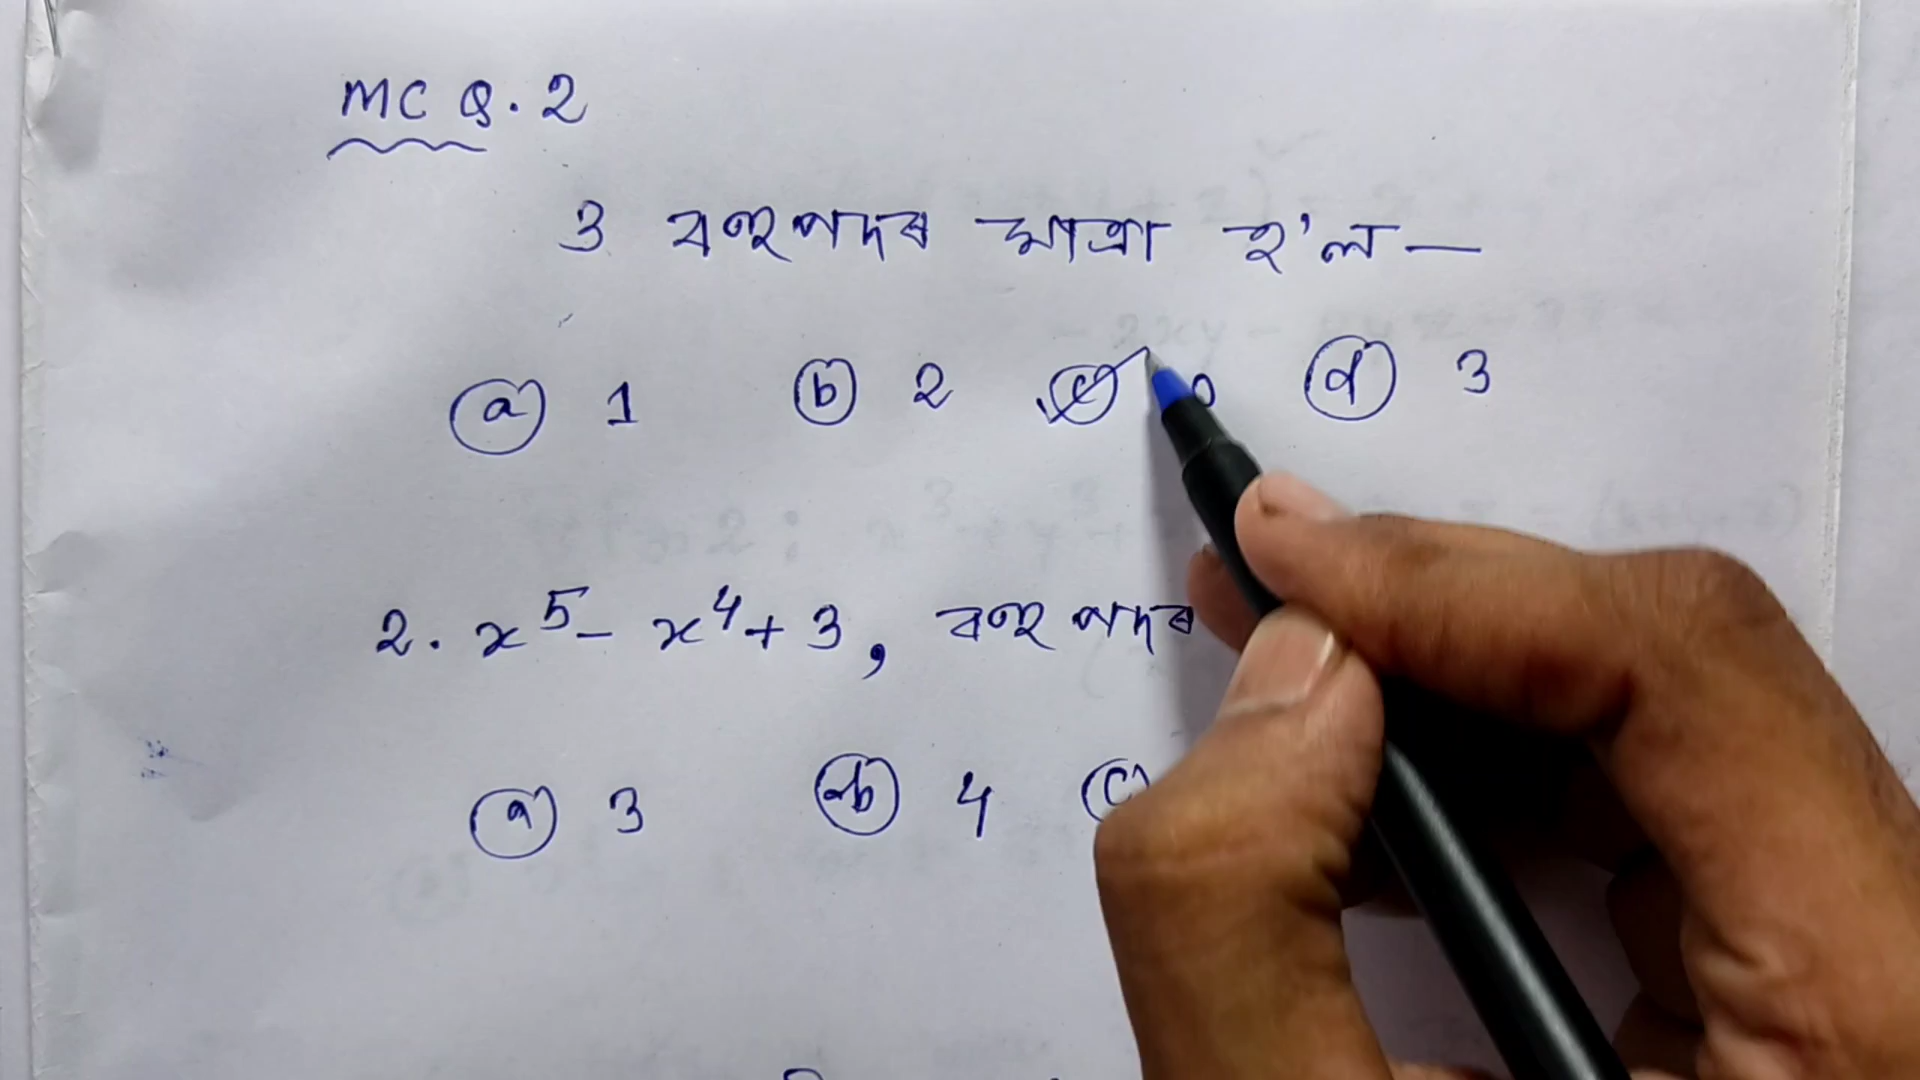 MC Q. 2
3 বহুপদৰ মাত্ৰা হ'ল —
(a) 1 (b) 2 (c) 0 (d) 3
2. x⁵ - x⁴ + 3, বহুপদৰ
(a) 3 (b) 4 (c)